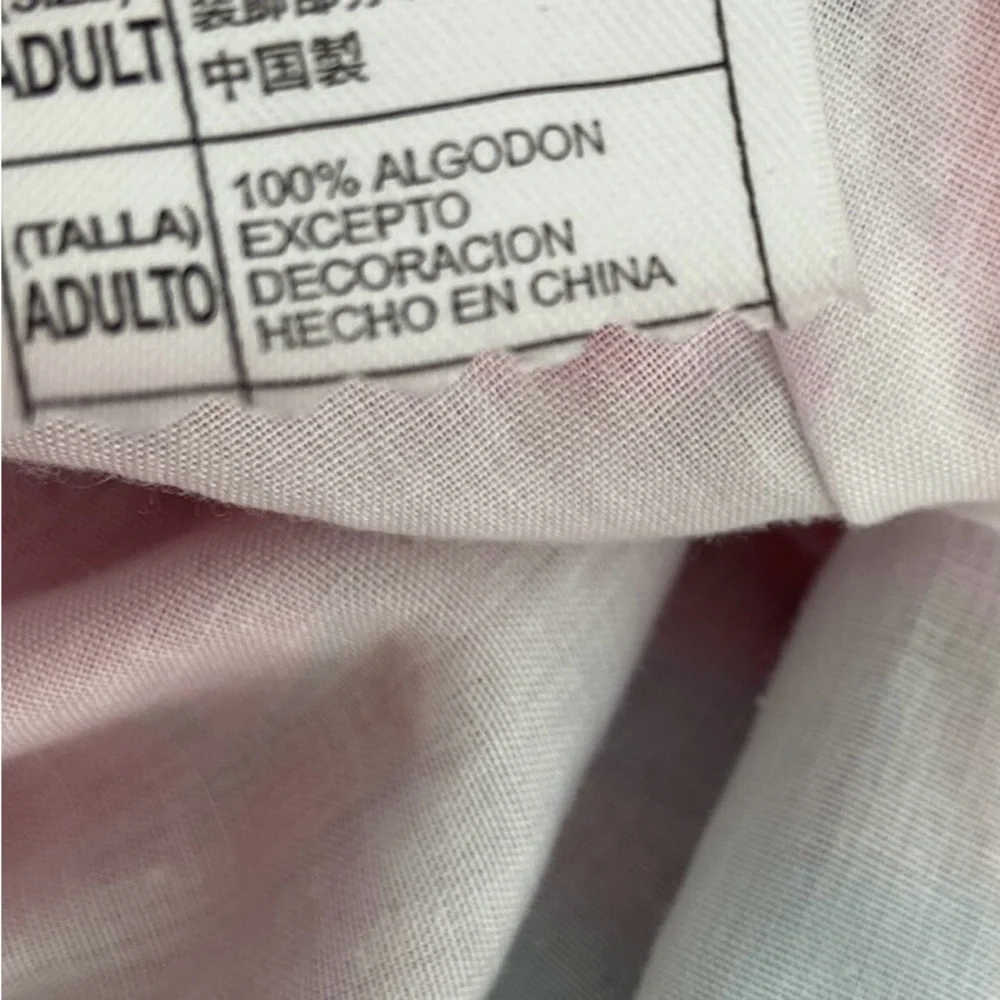 ADULT
中国製
(TALLA)
ADULTO
100% ALGODON
EXCEPTO
DECORACION
HECHO EN CHINA